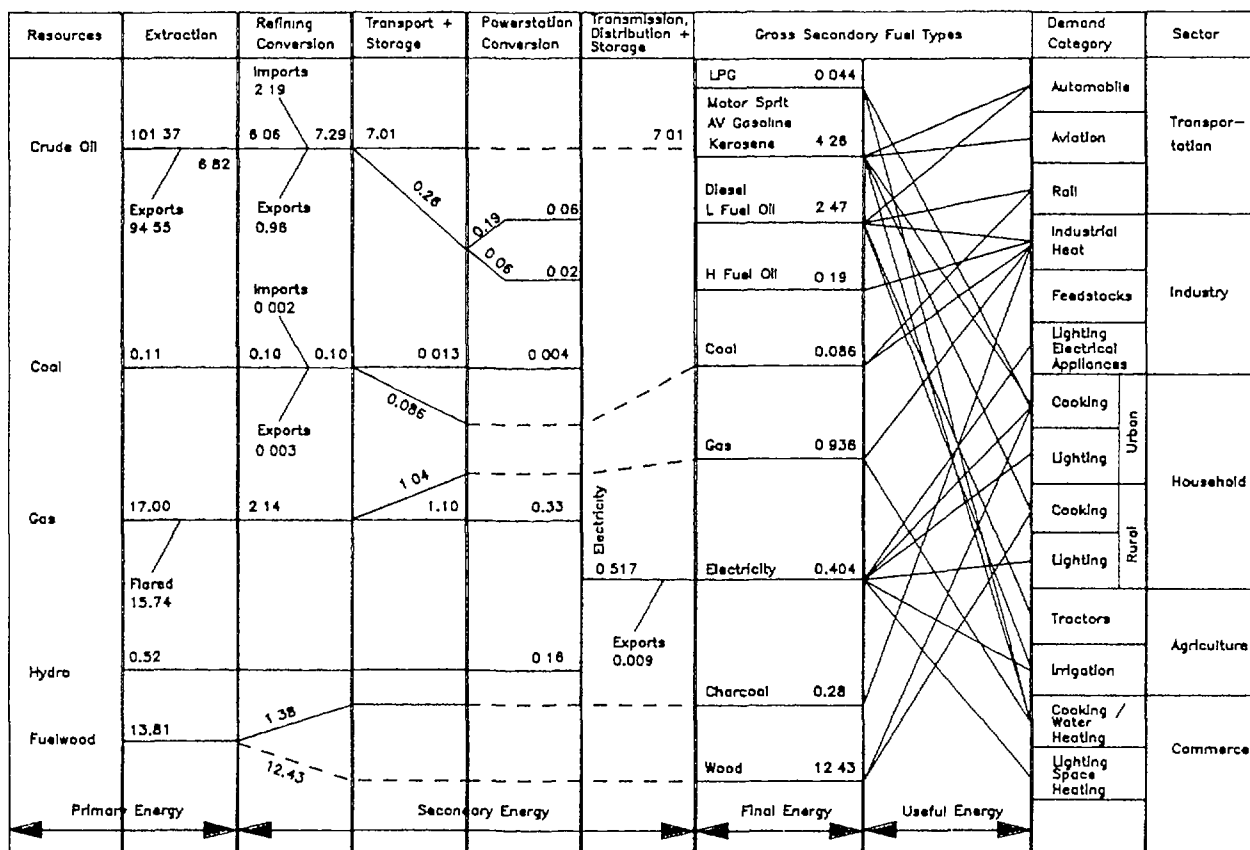 Resources
Extraction
Refining
Conversion
Transport +
Storage
Powerstation
Conversion
Transmission,
Distribution +
Storage
Gross Secondary Fuel Types
Demand
Category
Sector
Imports
2 19
Crude Oil
101 37
6 82
Exports
94 55
6 06
7.29
Exports
0.98
7 01
0.26
0.19
0.06
0 06
0 02
7 01
Imports
0 002
Coal
0.11
0.10
0.10
Exports
0 003
0 013
0.086
0 004
Gas
17.00
Flared
15.74
2 14
1.04
1.10
0.33
Electricity
0 517
Exports
0.009
Hydro
0.52
0 16
Fuelwood
13.81
1.38
12.43
LPG 0 044
Motor Sprit
AV Gasoline
Kerosene 4 26
Diesel
L Fuel Oil 2 47
H Fuel Oil 0 19
Coal 0.086
Gas 0 936
Electricity 0.404
Charcoal 0.28
Wood 12 43
Automobile
Aviation
Rail
Transpor-
tation
Industrial
Heat
Feedstocks
Lighting
Electrical
Appliances
Industry
Cooking
Lighting
Urban
Cooking
Lighting
Rural
Household
Tractors
Irrigation
Agriculture
Cooking /
Water
Heating
Lighting
Space
Heating
Commerce
Primary Energy
Secondary Energy
Final Energy
Useful Energy